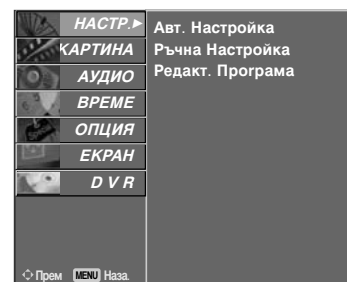 НАСТР.
КАРТИНА
АУДИО
ВРЕМЕ
ОПЦИЯ
ЕКРАН
D V R
Авт. Настройка
Ръчна Настройка
Редакт. Програма
Прем MENU Наза.